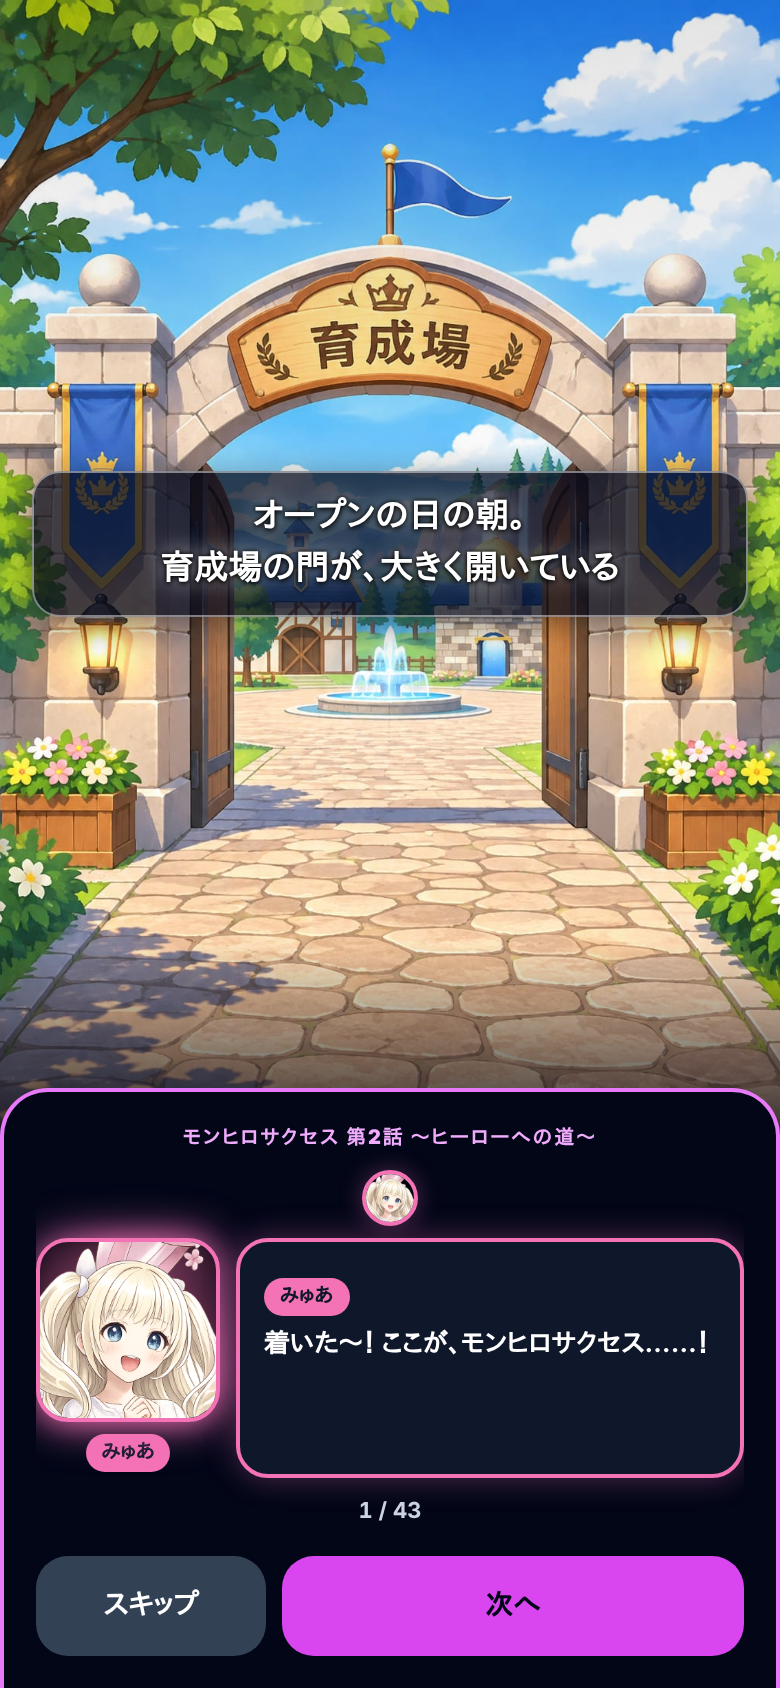 育成場
オープンの日の朝。
育成場の門が、大きく開いている
モンヒロサクセス 第2話 〜ヒーローへの道〜
みゅあ
着いた〜！ここが、モンヒロサクセス……！
みゅあ
1 / 43
スキップ
次へ